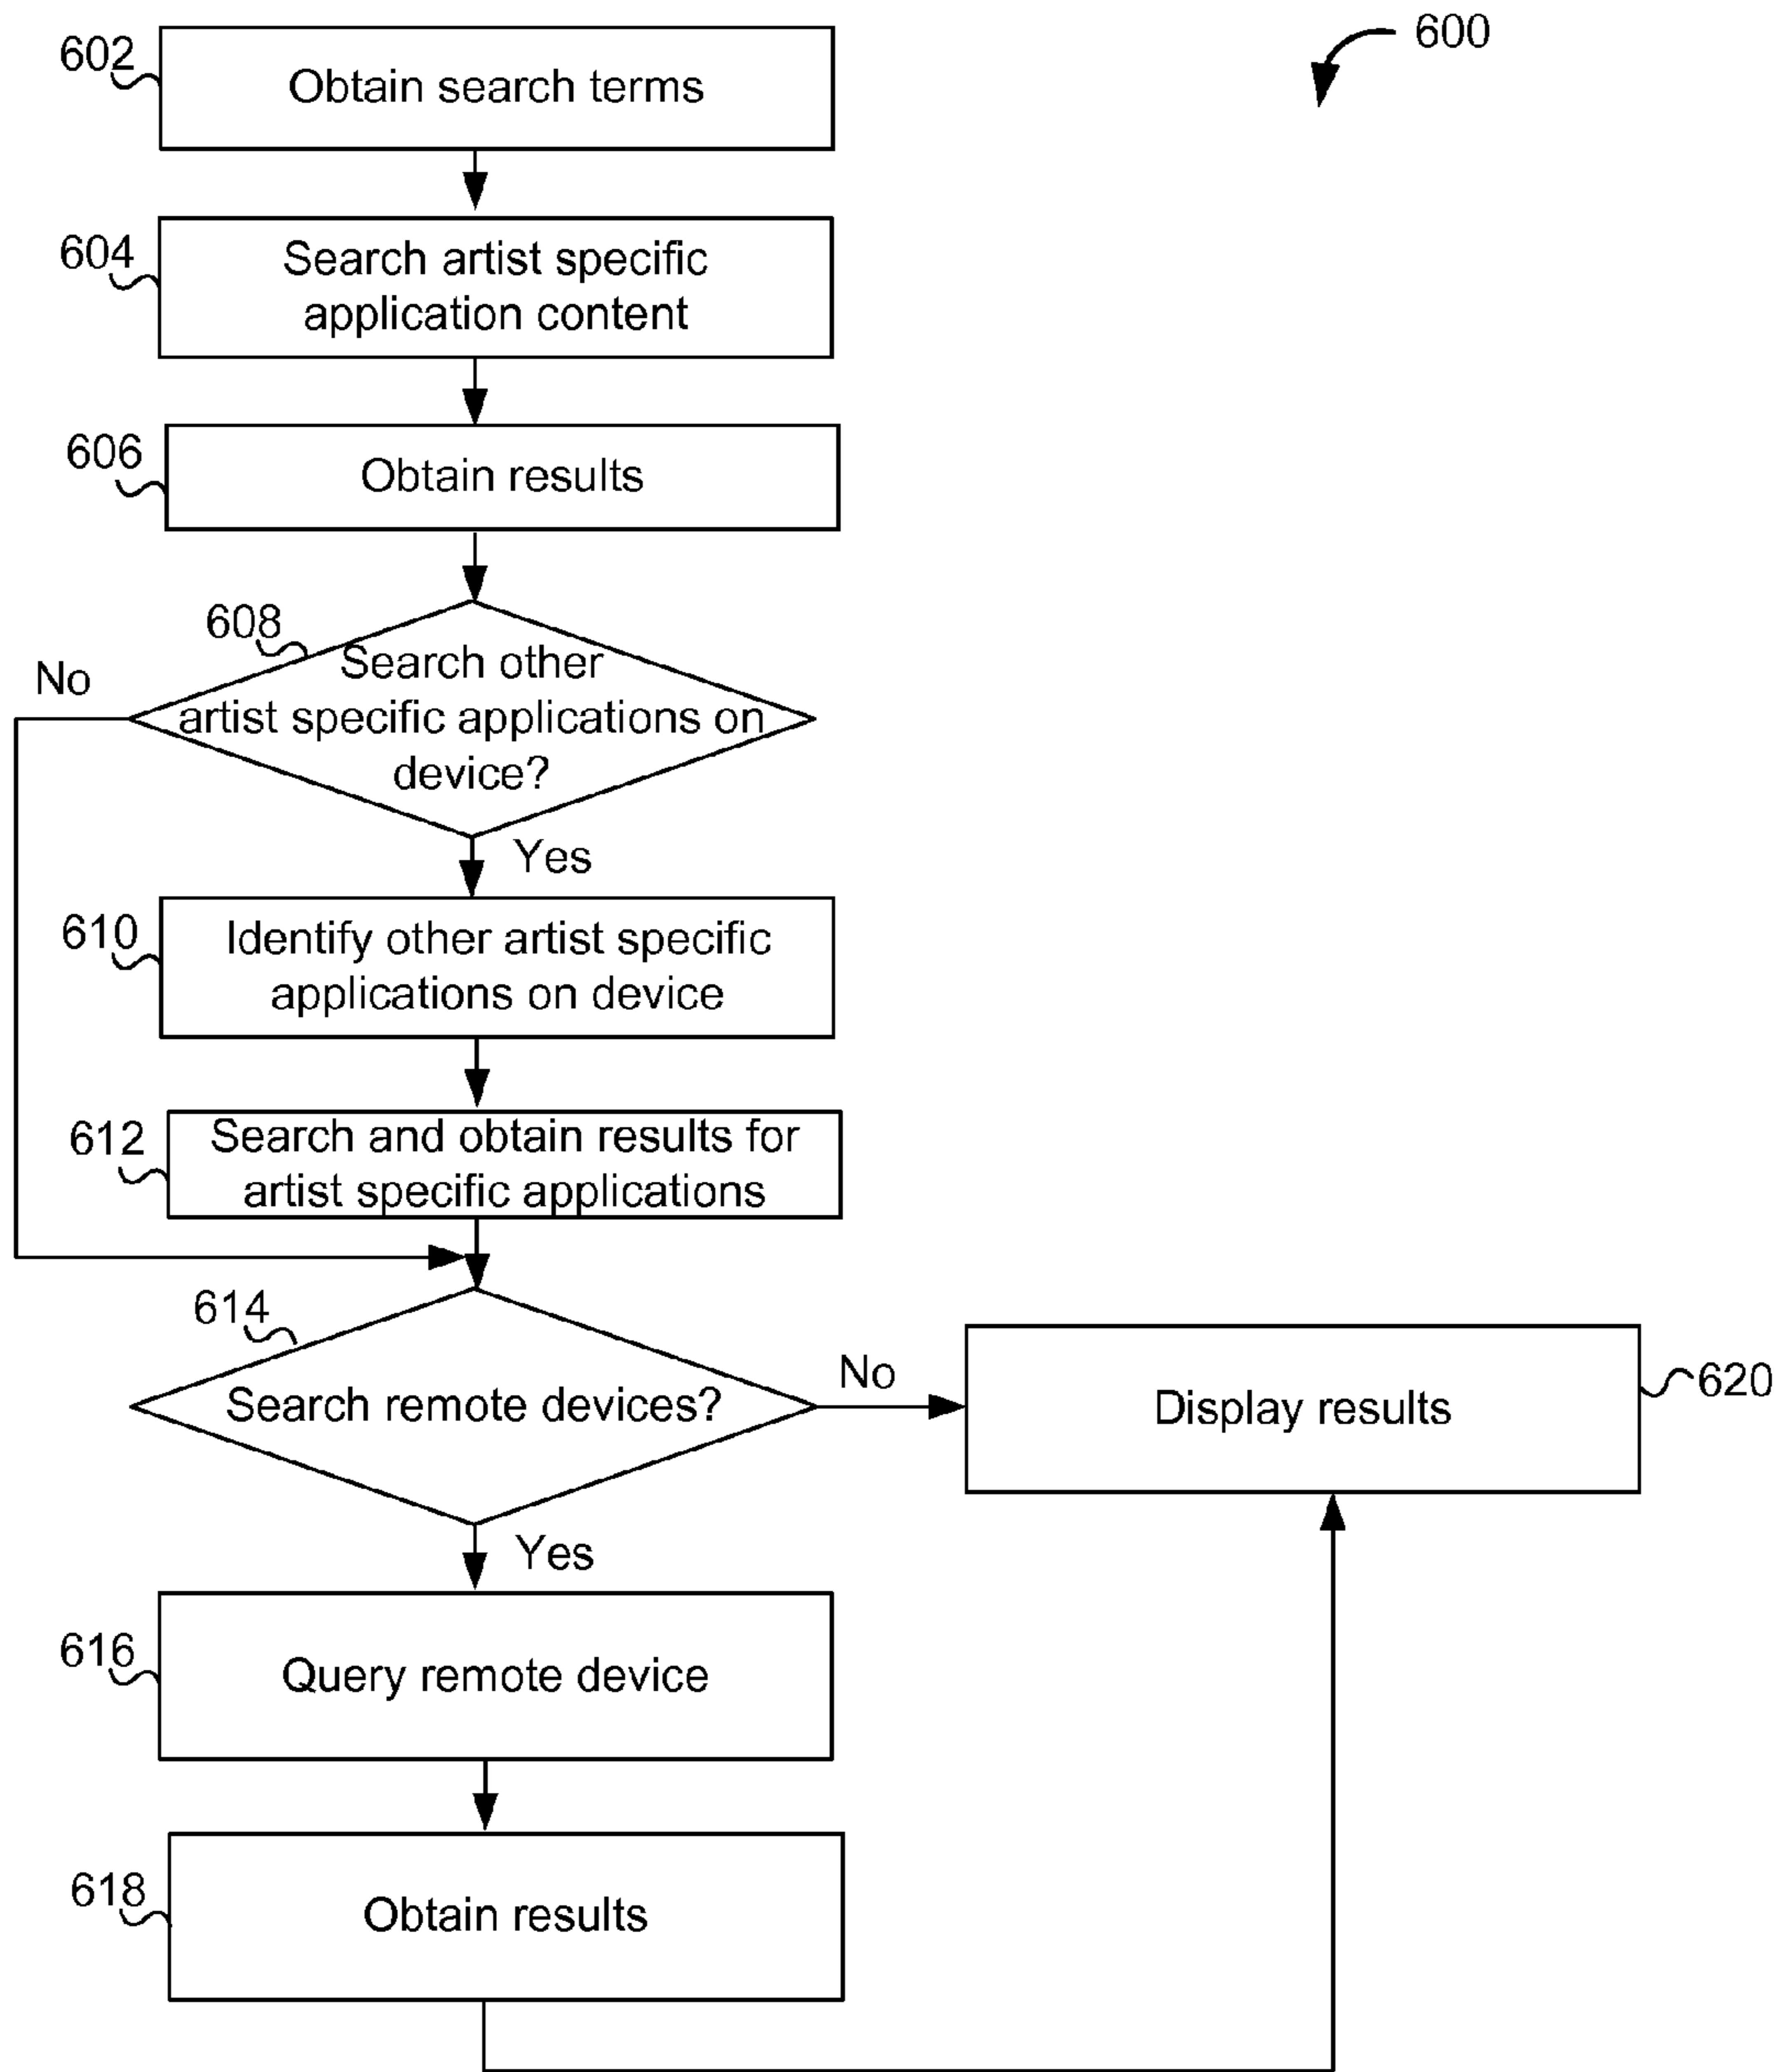 600
602
Obtain search terms
604
Search artist specific
application content
606
Obtain results
608
Search other
artist specific applications on
device?
No
Yes
610
Identify other artist specific
applications on device
612
Search and obtain results for
artist specific applications
614
Search remote devices?
No
Display results
620
Yes
616
Query remote device
618
Obtain results